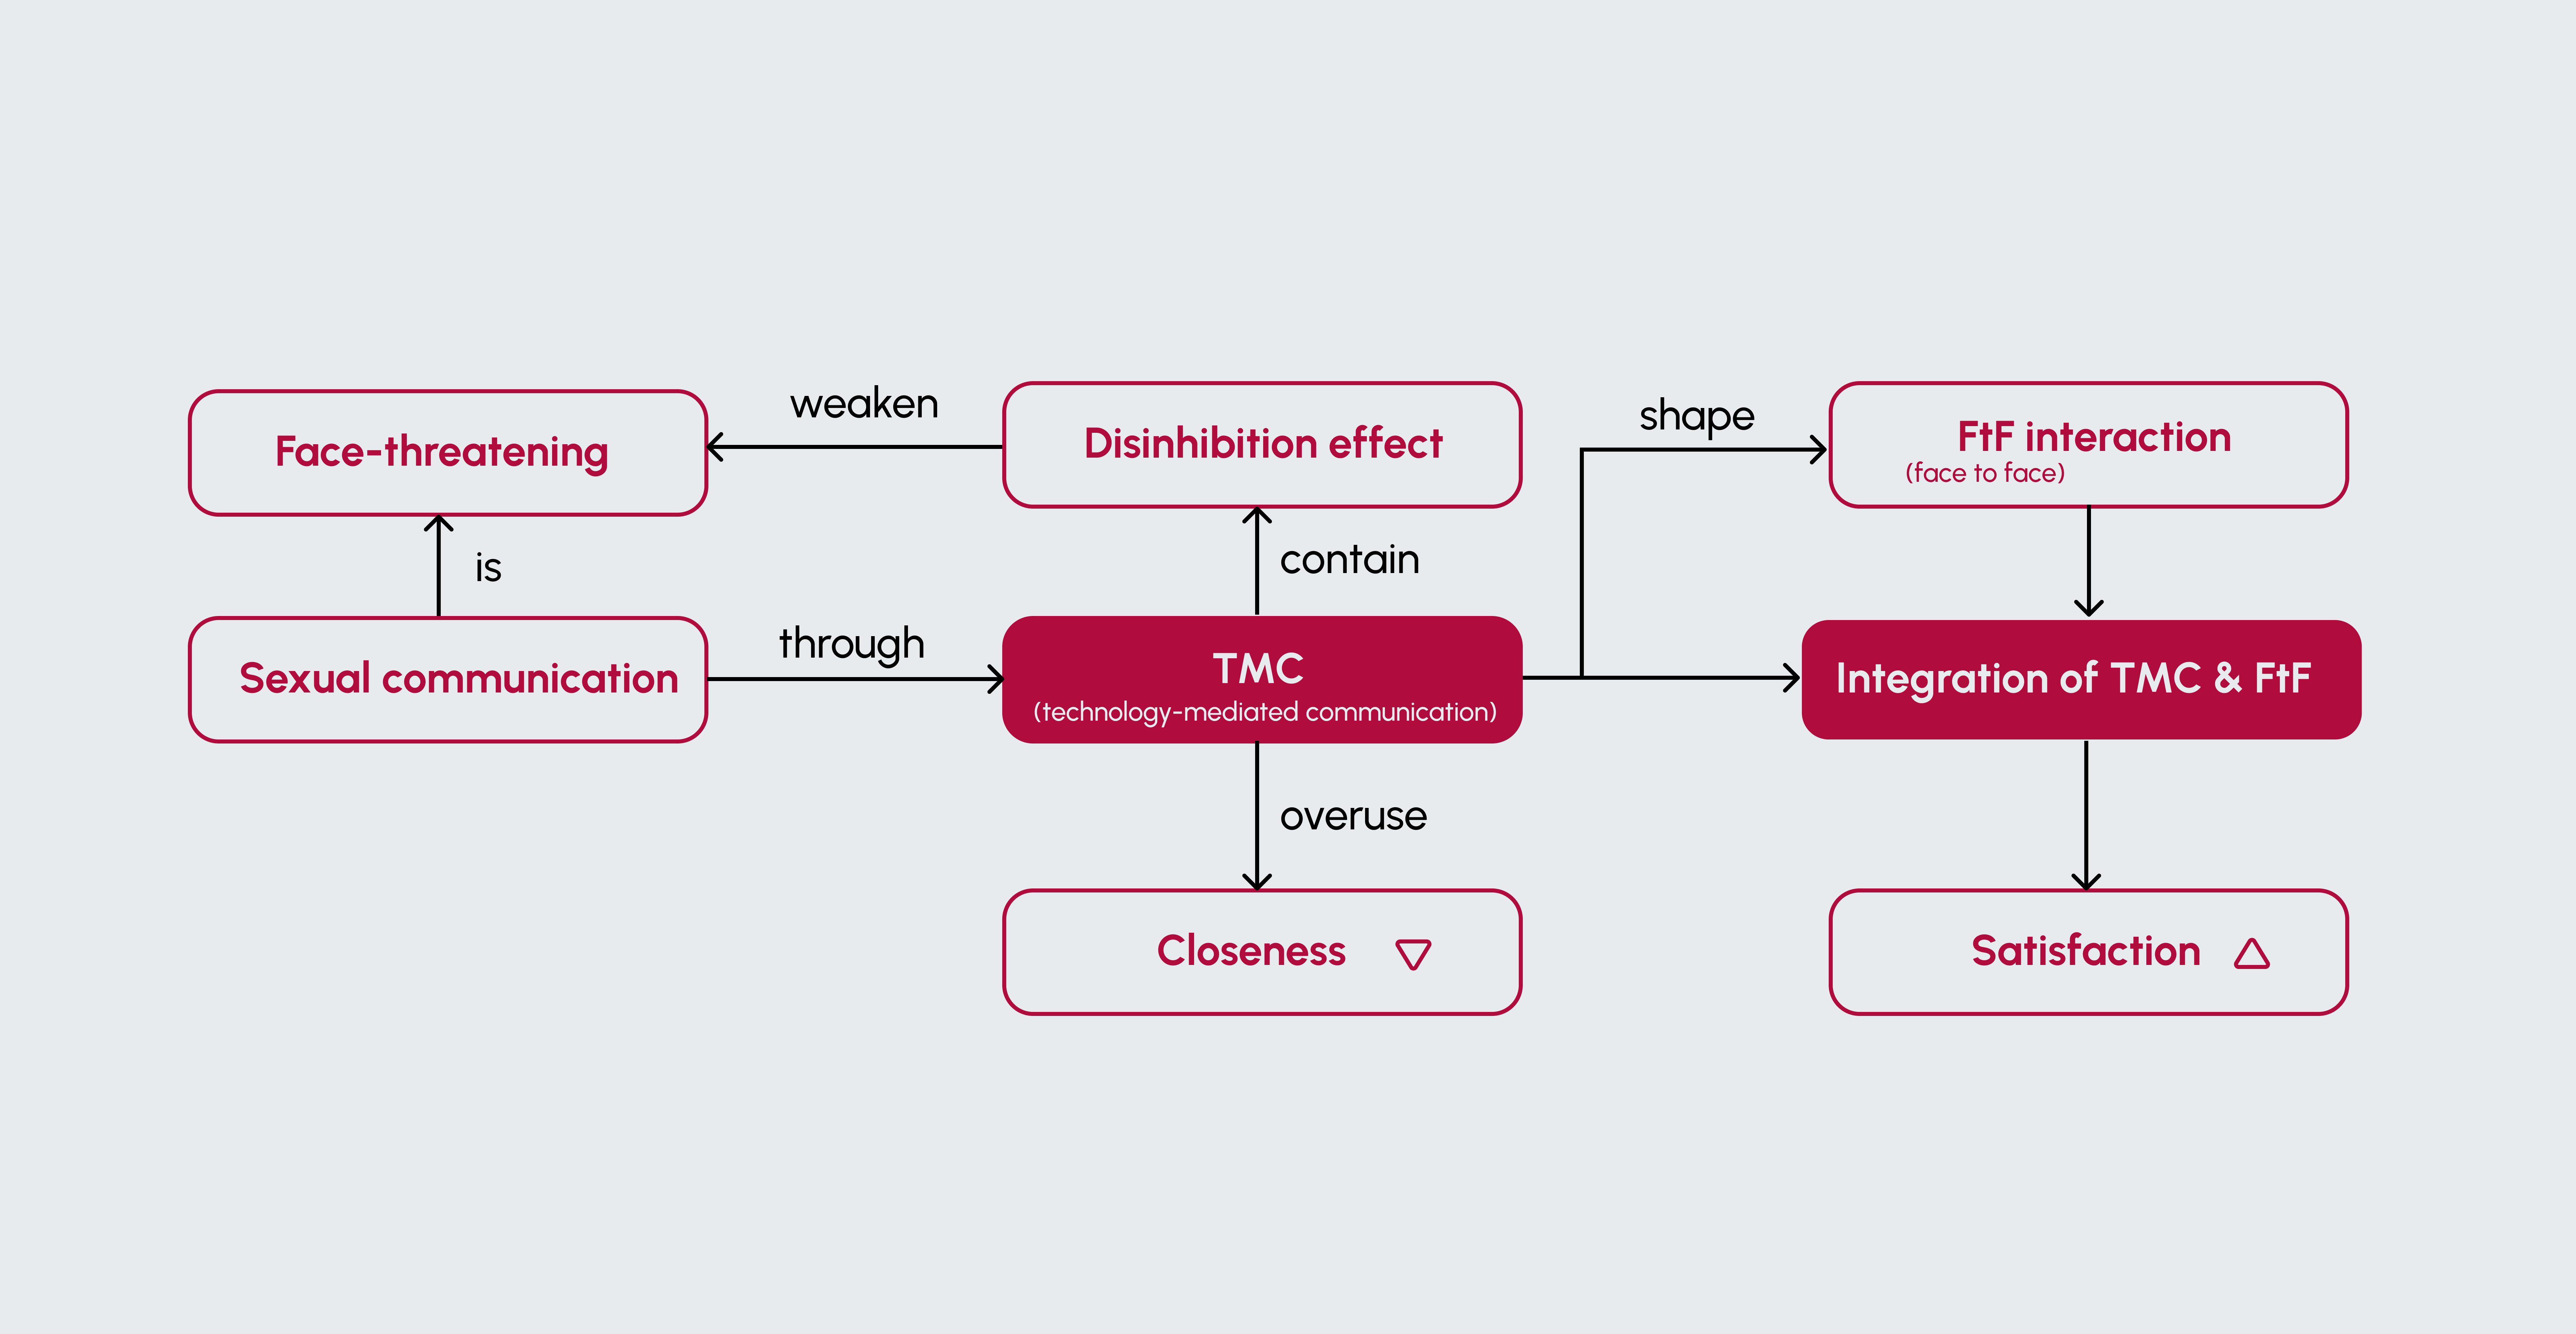 weaken
Face-threatening
Disinhibition effect
shape
FtF interaction
(face to face)
is
contain
Sexual communication
through
TMC
(technology-mediated communication)
Integration of TMC & FtF
overuse
Closeness
Satisfaction